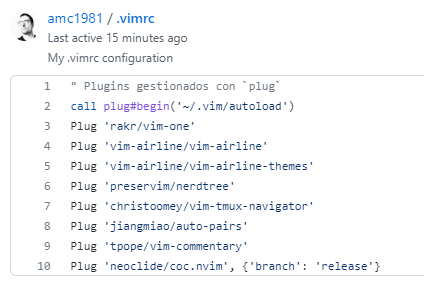 amc1981 / .vimrc
Last active 15 minutes ago
My .vimrc configuration
1 " Plugins gestionados con `plug`
2 call plug#begin('~/.vim/autoload')
3 Plug 'rakr/vim-one'
4 Plug 'vim-airline/vim-airline'
5 Plug 'vim-airline/vim-airline-themes'
6 Plug 'preservim/nerdtree'
7 Plug 'christoomey/vim-tmux-navigator'
8 Plug 'jiangmiao/auto-pairs'
9 Plug 'tpope/vim-commentary'
10 Plug 'neoclide/coc.nvim', {'branch': 'release'}